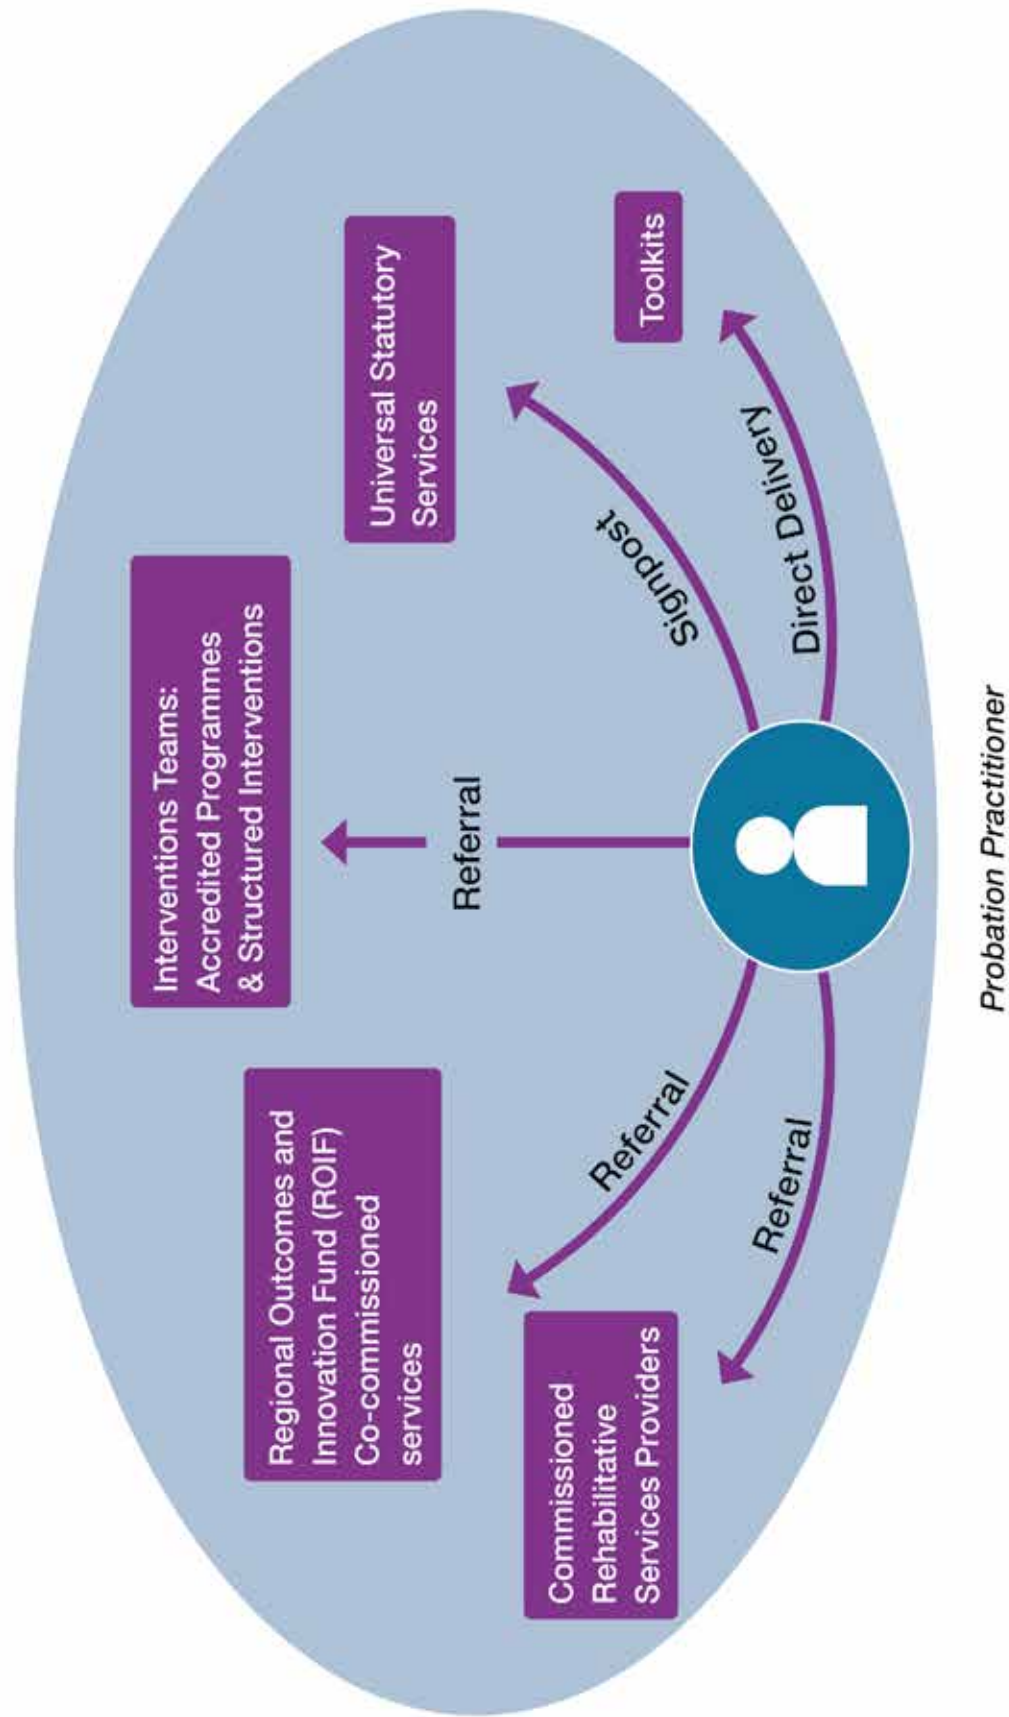 Interventions Teams:
Accredited Programmes
& Structured Interventions
Regional Outcomes and
Innovation Fund (ROIF)
Co-commissioned
services
Universal Statutory
Services
Commissioned
Rehabilitative
Services Providers
Toolkits
Referral
Referral
Referral
Signpost
Direct Delivery
Probation Practitioner